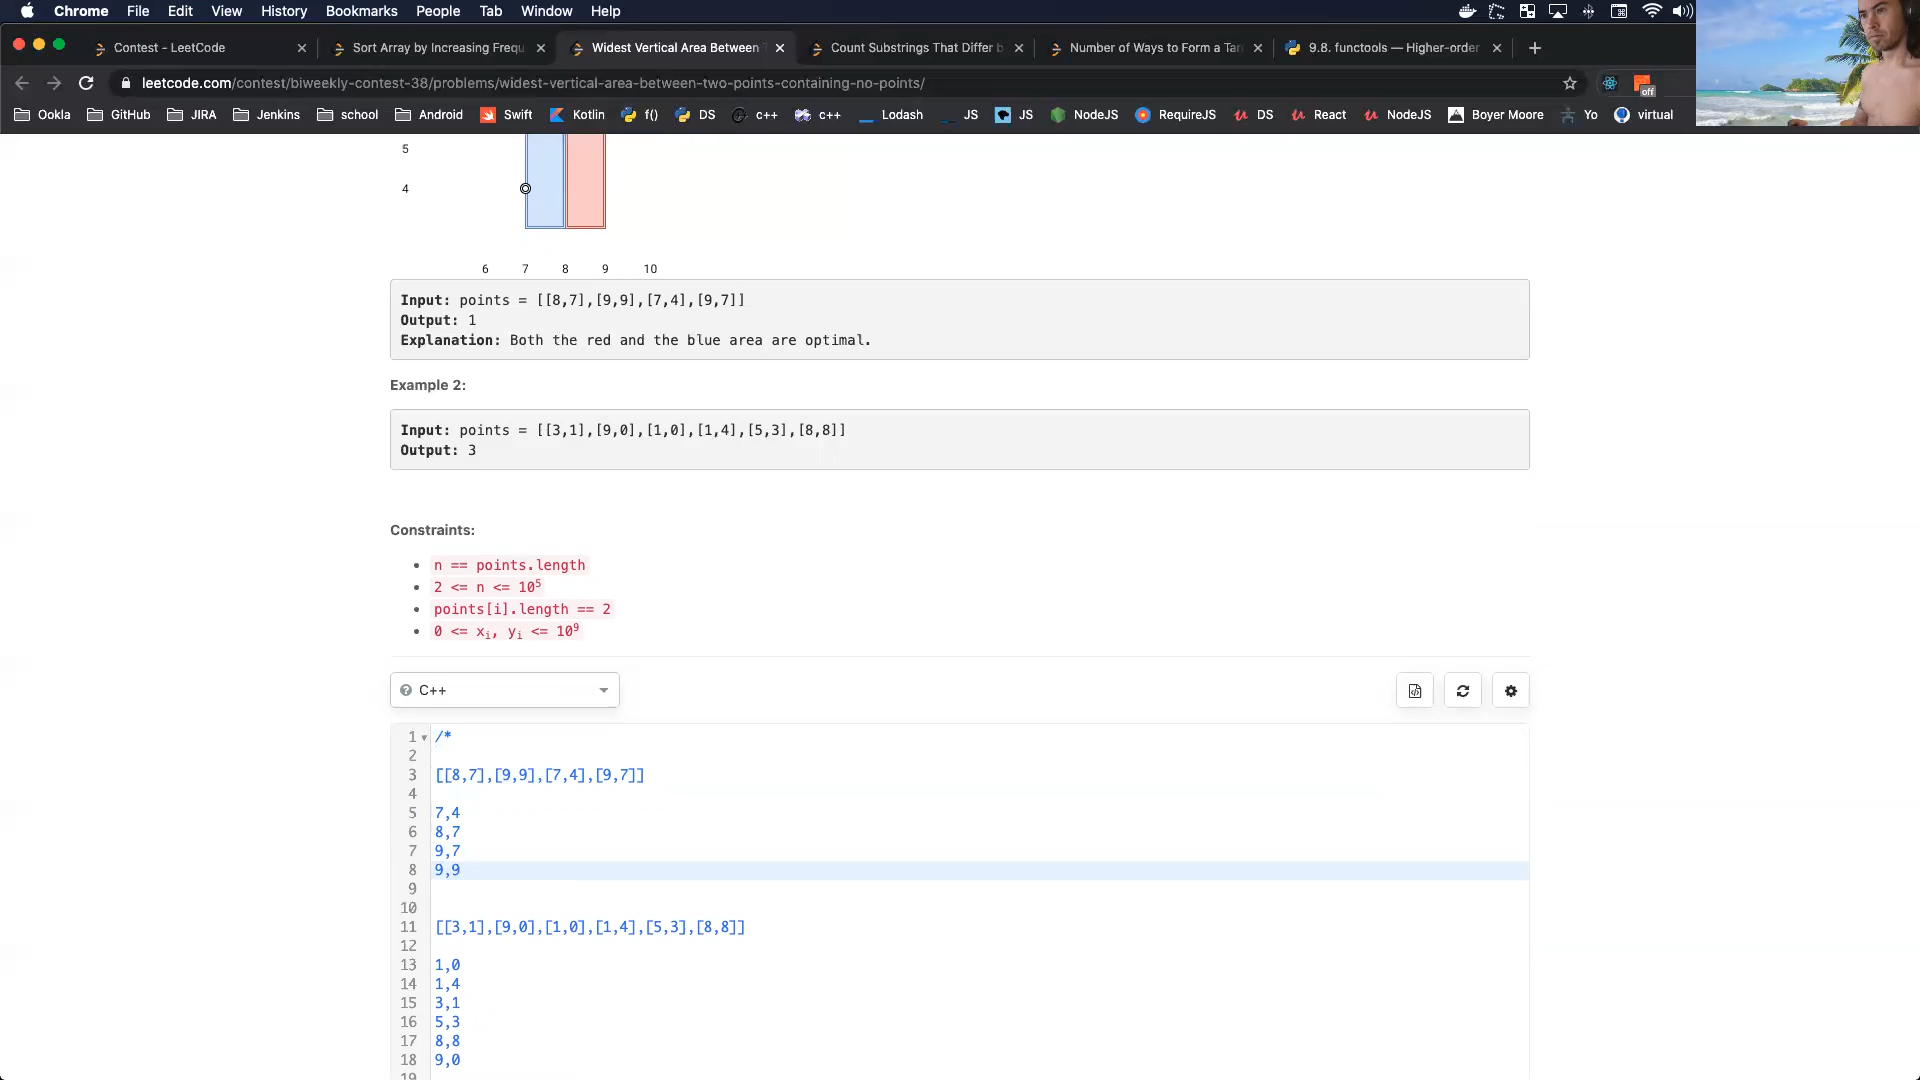 Chrome File Edit View History Bookmarks People Tab Window Help
Contest - LeetCode
Sort Array by Increasing Frequ
Widest Vertical Area Between
Count Substrings That Differ b
Number of Ways to Form a Tar
9.8. functools — Higher-order
leetcode.com/contest/biweekly-contest-38/problems/widest-vertical-area-between-two-points-containing-no-points/
off
Ookla GitHub JIRA Jenkins school Android Swift Kotlin f() DS c++ c++ Lodash JS JS NodeJS RequireJS DS React NodeJS Boyer Moore Yo virtual
5
4
6 7 8 9 10
Input: points = [[8,7],[9,9],[7,4],[9,7]]
Output: 1
Explanation: Both the red and the blue area are optimal.
Example 2:
Input: points = [[3,1],[9,0],[1,0],[1,4],[5,3],[8,8]]
Output: 3
Constraints:
n == points.length
2 <= n <= 10⁵
points[i].length == 2
0 <= xᵢ, yᵢ <= 10⁹
C++
1 /*
2
3 [[8,7],[9,9],[7,4],[9,7]]
4
5 7,4
6 8,7
7 9,7
8 9,9
9
10
11 [[3,1],[9,0],[1,0],[1,4],[5,3],[8,8]]
12
13 1,0
14 1,4
15 3,1
16 5,3
17 8,8
18 9,0
19